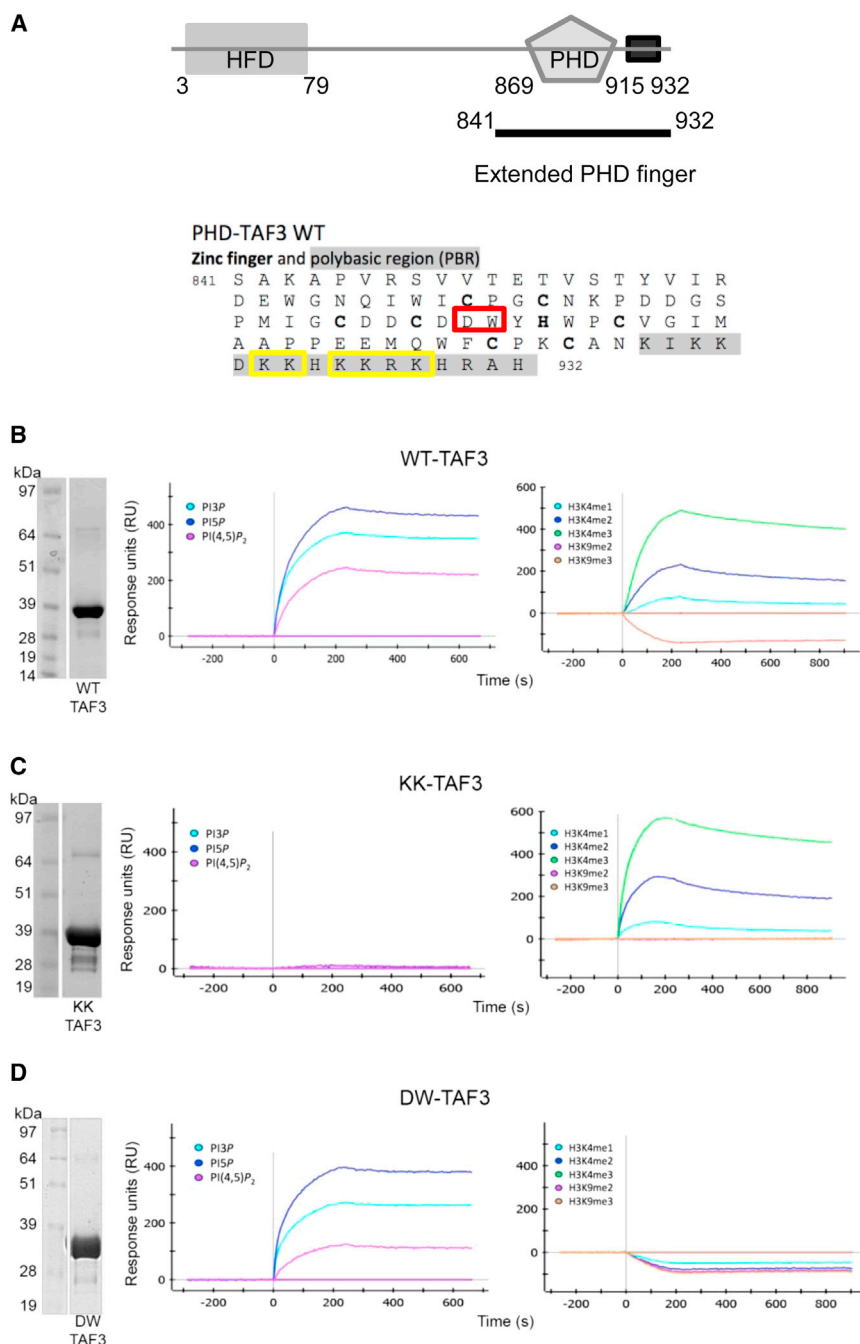 A
HFD
PHD
3 79 869 915 932
841 932
Extended PHD finger
PHD-TAF3 WT
Zinc finger and polybasic region (PBR)
841 S A K A P V R S V V T E T V S T Y V I R
D E W G N Q I W I C P G C N K P D D G S
P M I G C D D C D D W Y H W P C V G I M
A A P P E E M Q W F C P K C A N K I K K
D K K H K K R K H R A H 932
B
WT-TAF3
kDa
97
64
51
39
28
19
14
WT
TAF3
Response units (RU)
400
200
0
PI3P
PI5P
PI(4,5)P2
-200 0 200 400 600
600
400
200
0
H3K4me1
H3K4me2
H3K4me3
H3K9me2
H3K9me3
-200 0 200 400 600 800
Time (s)
C
KK-TAF3
kDa
97
64
51
39
28
19
KK
TAF3
Response units (RU)
400
200
0
PI3P
PI5P
PI(4,5)P2
-200 0 200 400 600
600
400
200
0
H3K4me1
H3K4me2
H3K4me3
H3K9me2
H3K9me3
-200 0 200 400 600 800
Time (s)
D
DW-TAF3
kDa
97
64
51
39
28
19
DW
TAF3
Response units (RU)
400
200
0
PI3P
PI5P
PI(4,5)P2
-200 0 200 400 600
400
200
0
H3K4me1
H3K4me2
H3K4me3
H3K9me2
H3K9me3
-200 0 200 400 600 800
Time (s)